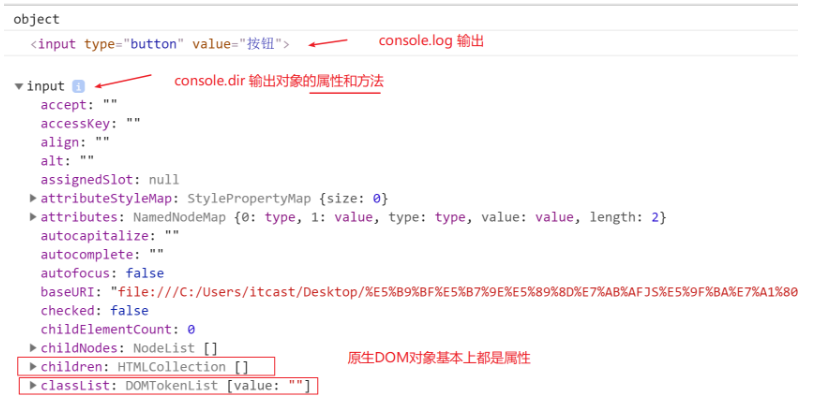 object
<input type="button" value="按钮"> console.log 输出
▼input i console.dir 输出对象的属性和方法
accept: ""
accessKey: ""
align: ""
alt: ""
assignedSlot: null
▶attributeStyleMap: StylePropertyMap {size: 0}
▶attributes: NamedNodeMap {0: type, 1: value, type: type, value: value, length: 2}
autocapitalize: ""
autocomplete: ""
autofocus: false
baseURI: "file:///C:/Users/itcast/Desktop/%E5%B9%BF%E5%B7%9E%E5%89%8D%E7%AB%AFJS%E5%9F%BA%E7%A1%80
checked: false
childElementCount: 0
▶childNodes: NodeList []
▶children: HTMLCollection [] 原生DOM对象基本上都是属性
▶classList: DOMTokenList [value: ""]